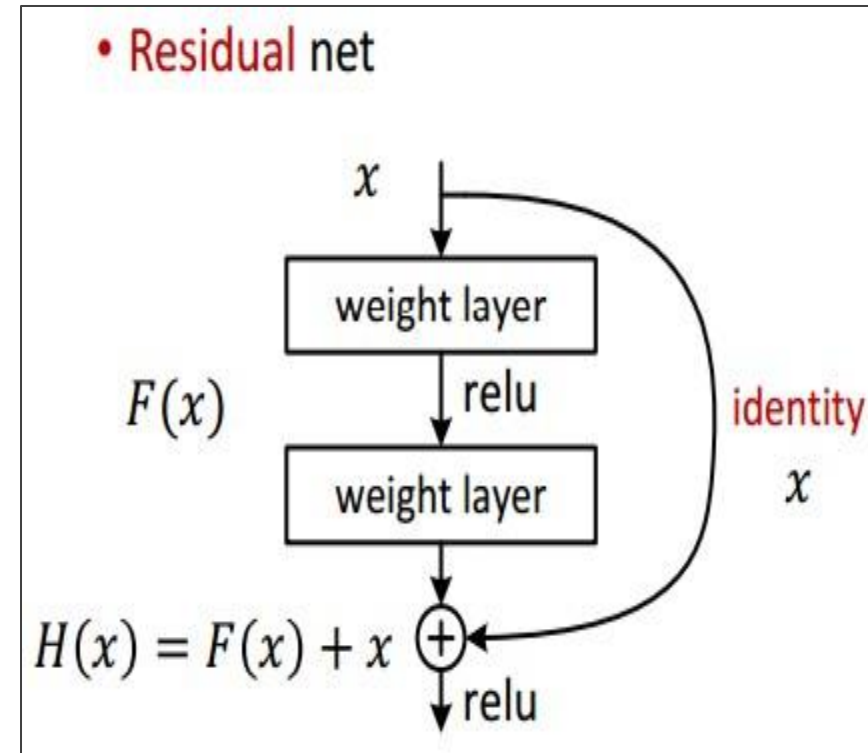 • Residual net
x
weight layer
F(x)
relu
identity
x
weight layer
H(x) = F(x) + x
+
relu